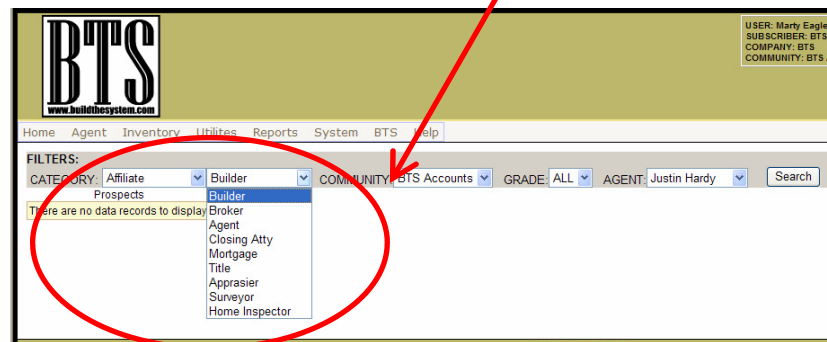 BTS
www.buildthesystem.com
USER: Marty Eagle
SUBSCRIBER: BTS
COMPANY: BTS
COMMUNITY: BTS
Home Agent Inventory Utilites Reports System BTS Help
FILTERS:
CATEGORY: Affiliate Builder COMMUNITY: BTS Accounts GRADE: ALL AGENT: Justin Hardy Search
Prospects
There are no data records to display
Builder
Broker
Agent
Closing Atty
Mortgage
Title
Apprasier
Surveyor
Home Inspector